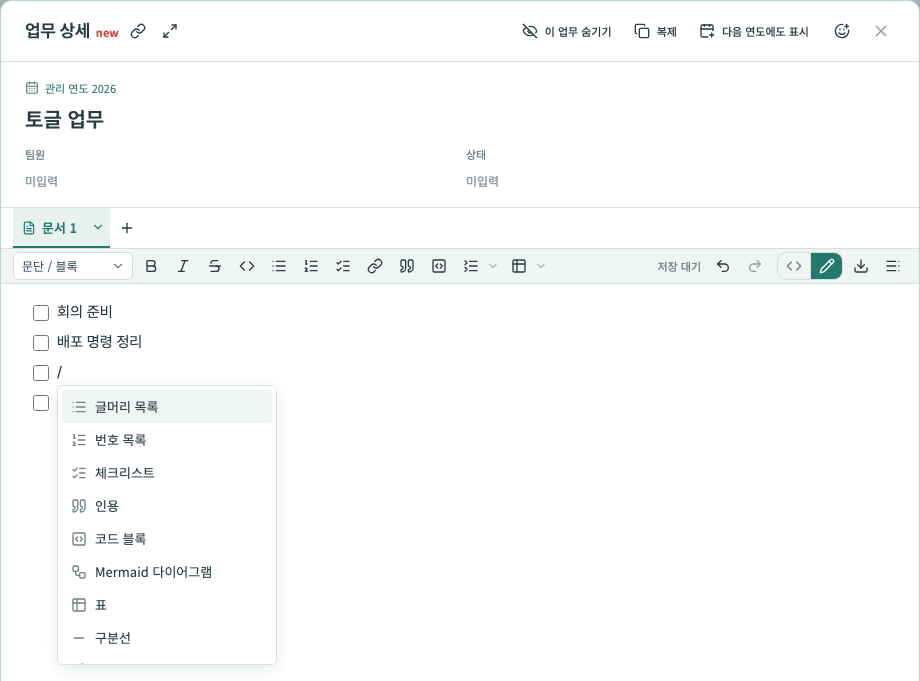 업무 상세 new
이 업무 숨기기
복제
다음 연도에도 표시
관리 연도 2026
토글 업무
팀원
상태
미입력
미입력
문서 1
문단 / 블록
저장 대기
회의 준비
배포 명령 정리
/
글머리 목록
번호 목록
체크리스트
인용
코드 블록
Mermaid 다이어그램
표
구분선